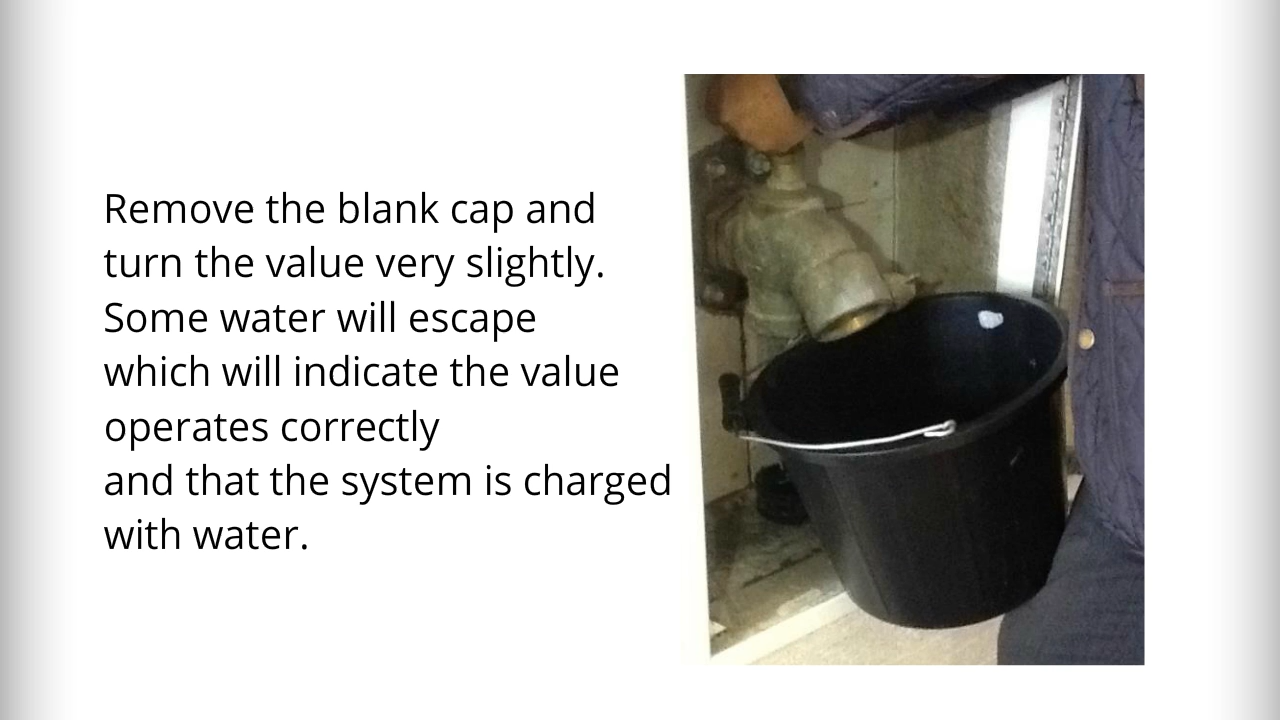 Remove the blank cap and
turn the value very slightly.
Some water will escape
which will indicate the value
operates correctly
and that the system is charged
with water.